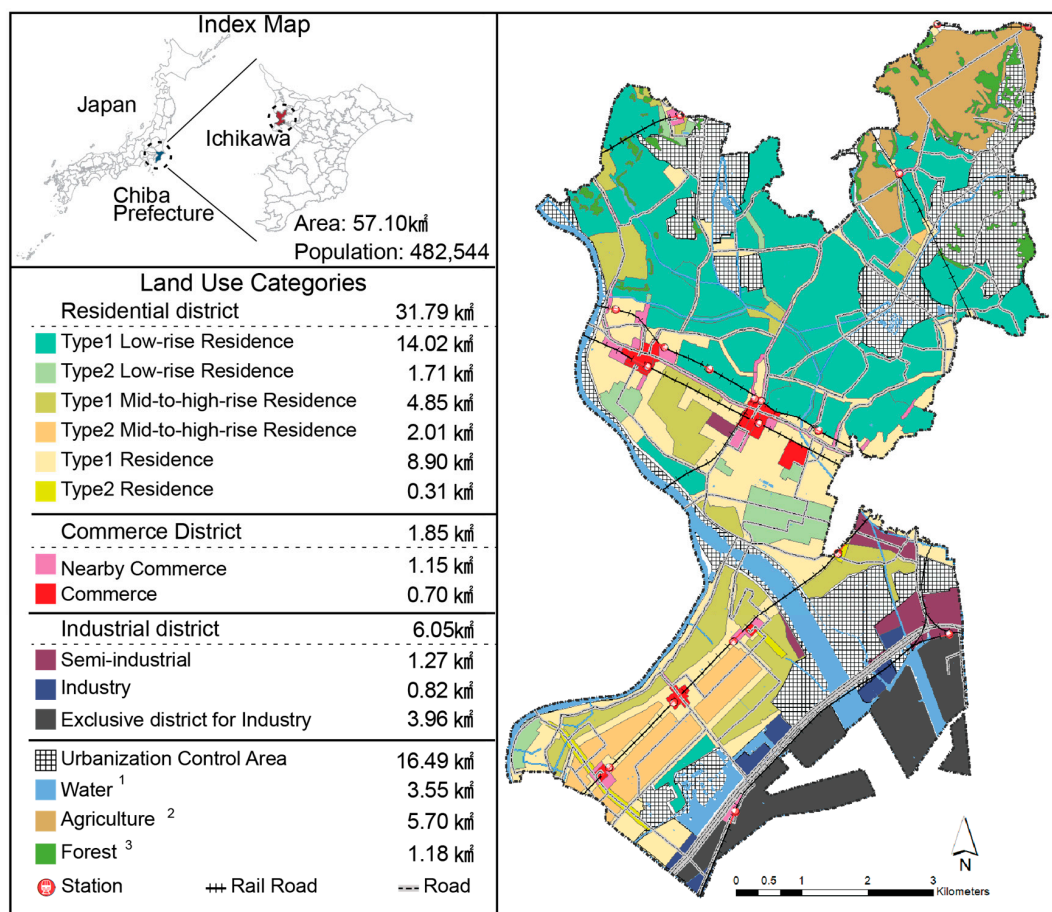 Index Map
Japan
Ichikawa
Chiba
Prefecture
Area: 57.10㎢
Population: 482,544
Land Use Categories
Residential district 31.79 ㎢
Type1 Low-rise Residence 14.02 ㎢
Type2 Low-rise Residence 1.71 ㎢
Type1 Mid-to-high-rise Residence 4.85 ㎢
Type2 Mid-to-high-rise Residence 2.01 ㎢
Type1 Residence 8.90 ㎢
Type2 Residence 0.31 ㎢
Commerce District 1.85 ㎢
Nearby Commerce 1.15 ㎢
Commerce 0.70 ㎢
Industrial district 6.05㎢
Semi-industrial 1.27 ㎢
Industry 0.82 ㎢
Exclusive district for Industry 3.96 ㎢
Urbanization Control Area 16.49 ㎢
Water 1 3.55 ㎢
Agriculture 2 5.70 ㎢
Forest 3 1.18 ㎢
Station Rail Road Road
N
0 0.5 1 2 3
Kilometers